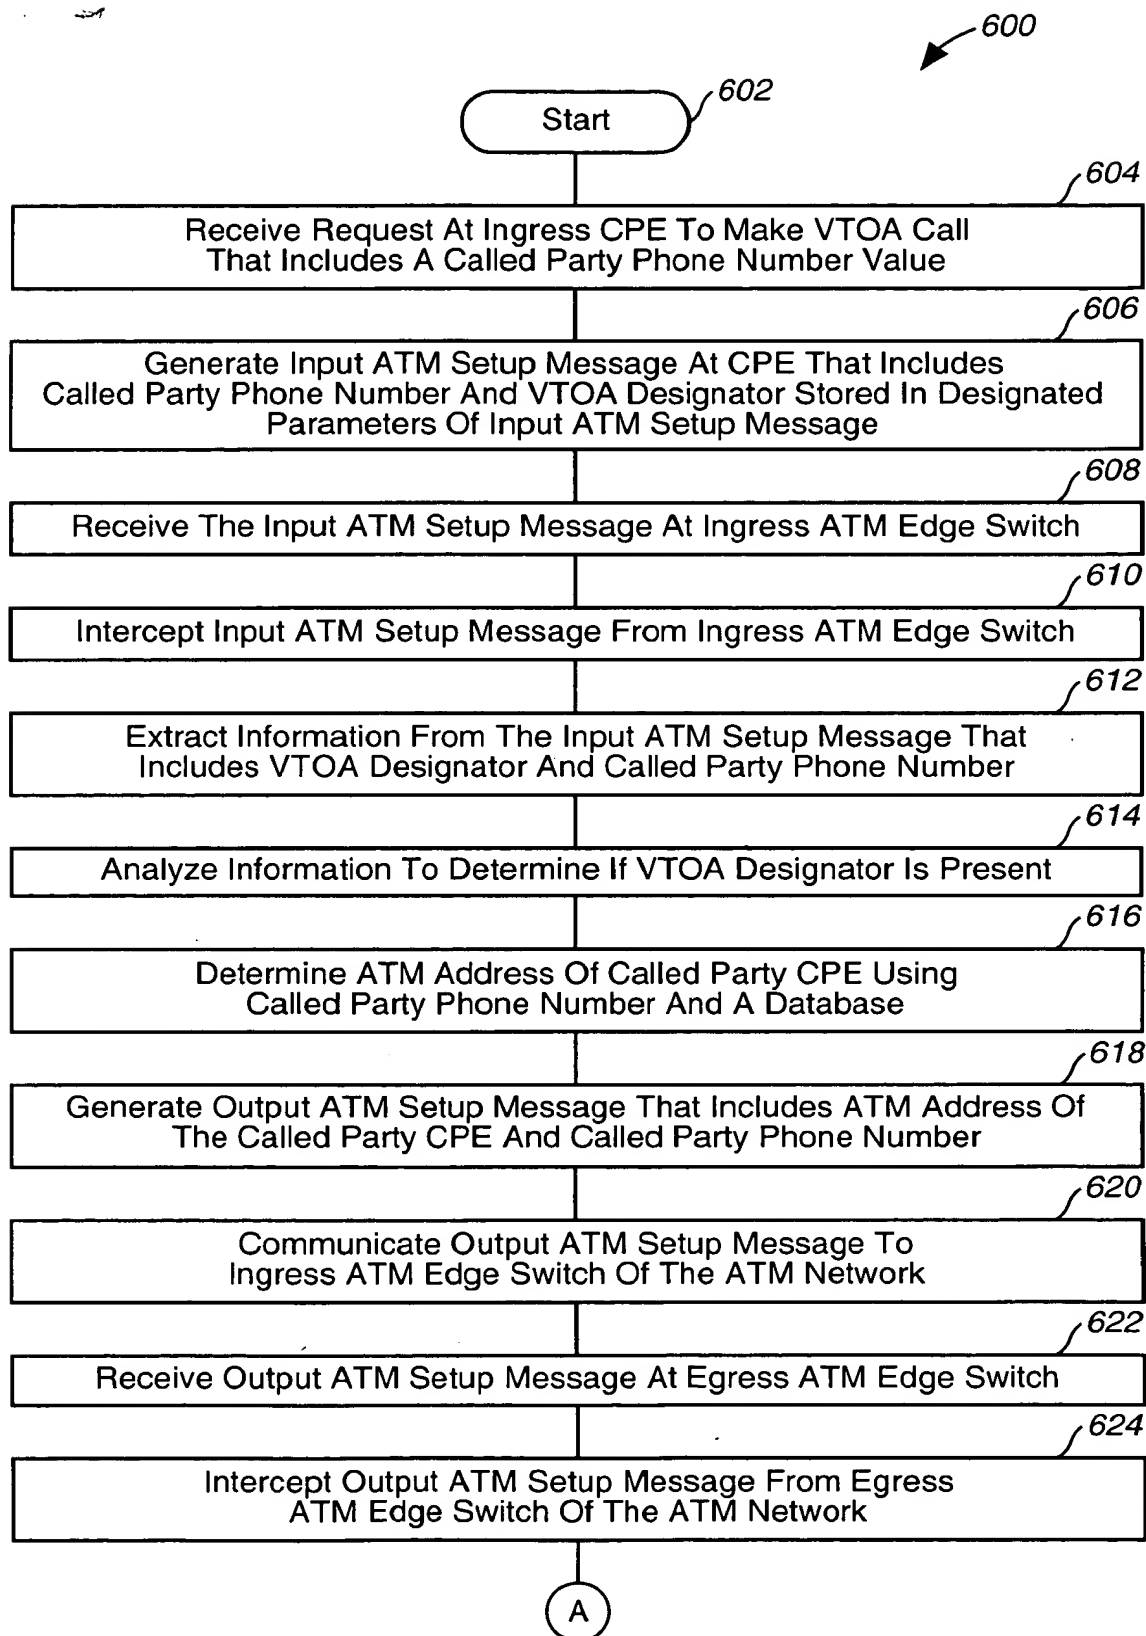 600
602
Start
604
Receive Request At Ingress CPE To Make VTOA Call
That Includes A Called Party Phone Number Value
606
Generate Input ATM Setup Message At CPE That Includes
Called Party Phone Number And VTOA Designator Stored In Designated
Parameters Of Input ATM Setup Message
608
Receive The Input ATM Setup Message At Ingress ATM Edge Switch
610
Intercept Input ATM Setup Message From Ingress ATM Edge Switch
612
Extract Information From The Input ATM Setup Message That
Includes VTOA Designator And Called Party Phone Number
614
Analyze Information To Determine If VTOA Designator Is Present
616
Determine ATM Address Of Called Party CPE Using
Called Party Phone Number And A Database
618
Generate Output ATM Setup Message That Includes ATM Address Of
The Called Party CPE And Called Party Phone Number
620
Communicate Output ATM Setup Message To
Ingress ATM Edge Switch Of The ATM Network
622
Receive Output ATM Setup Message At Egress ATM Edge Switch
624
Intercept Output ATM Setup Message From Egress
ATM Edge Switch Of The ATM Network
A